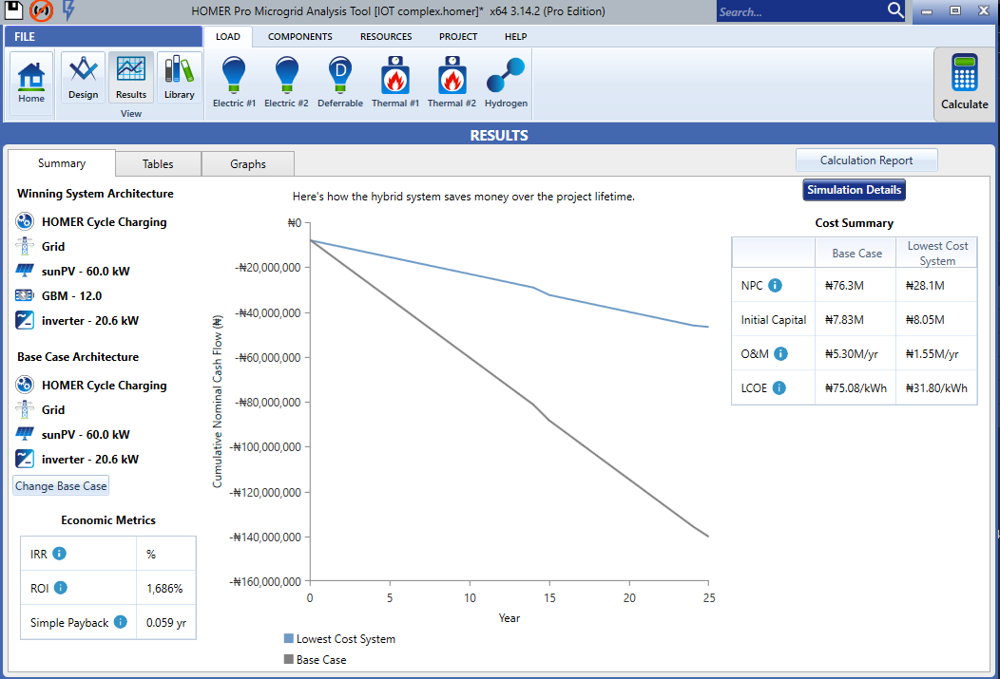 HOMER Pro Microgrid Analysis Tool [IOT complex.homer]* x64 3.14.2 (Pro Edition)
Search...
FILE
LOAD COMPONENTS RESOURCES PROJECT HELP
Home
Design
Results
Library
View
Electric #1
Electric #2
D
Deferrable
Thermal #1
Thermal #2
Hydrogen
Calculate
RESULTS
Summary
Tables
Graphs
Calculation Report
Simulation Details
Winning System Architecture
HOMER Cycle Charging
Grid
sunPV - 60.0 kW
GBM - 12.0
inverter - 20.6 kW
Base Case Architecture
HOMER Cycle Charging
Grid
sunPV - 60.0 kW
inverter - 20.6 kW
Change Base Case
Economic Metrics
IRR %
ROI 1,686%
Simple Payback 0.059 yr
Here's how the hybrid system saves money over the project lifetime.
Cumulative Nominal Cash Flow (₦)
₦0
-₦20,000,000
-₦40,000,000
-₦60,000,000
-₦80,000,000
-₦100,000,000
-₦120,000,000
-₦140,000,000
-₦160,000,000
0 5 10 15 20 25
Year
Lowest Cost System
Base Case
Cost Summary
Base Case Lowest Cost
System
NPC ₦76.3M ₦28.1M
Initial Capital ₦7.83M ₦8.05M
O&M ₦5.30M/yr ₦1.55M/yr
LCOE ₦75.08/kWh ₦31.80/kWh